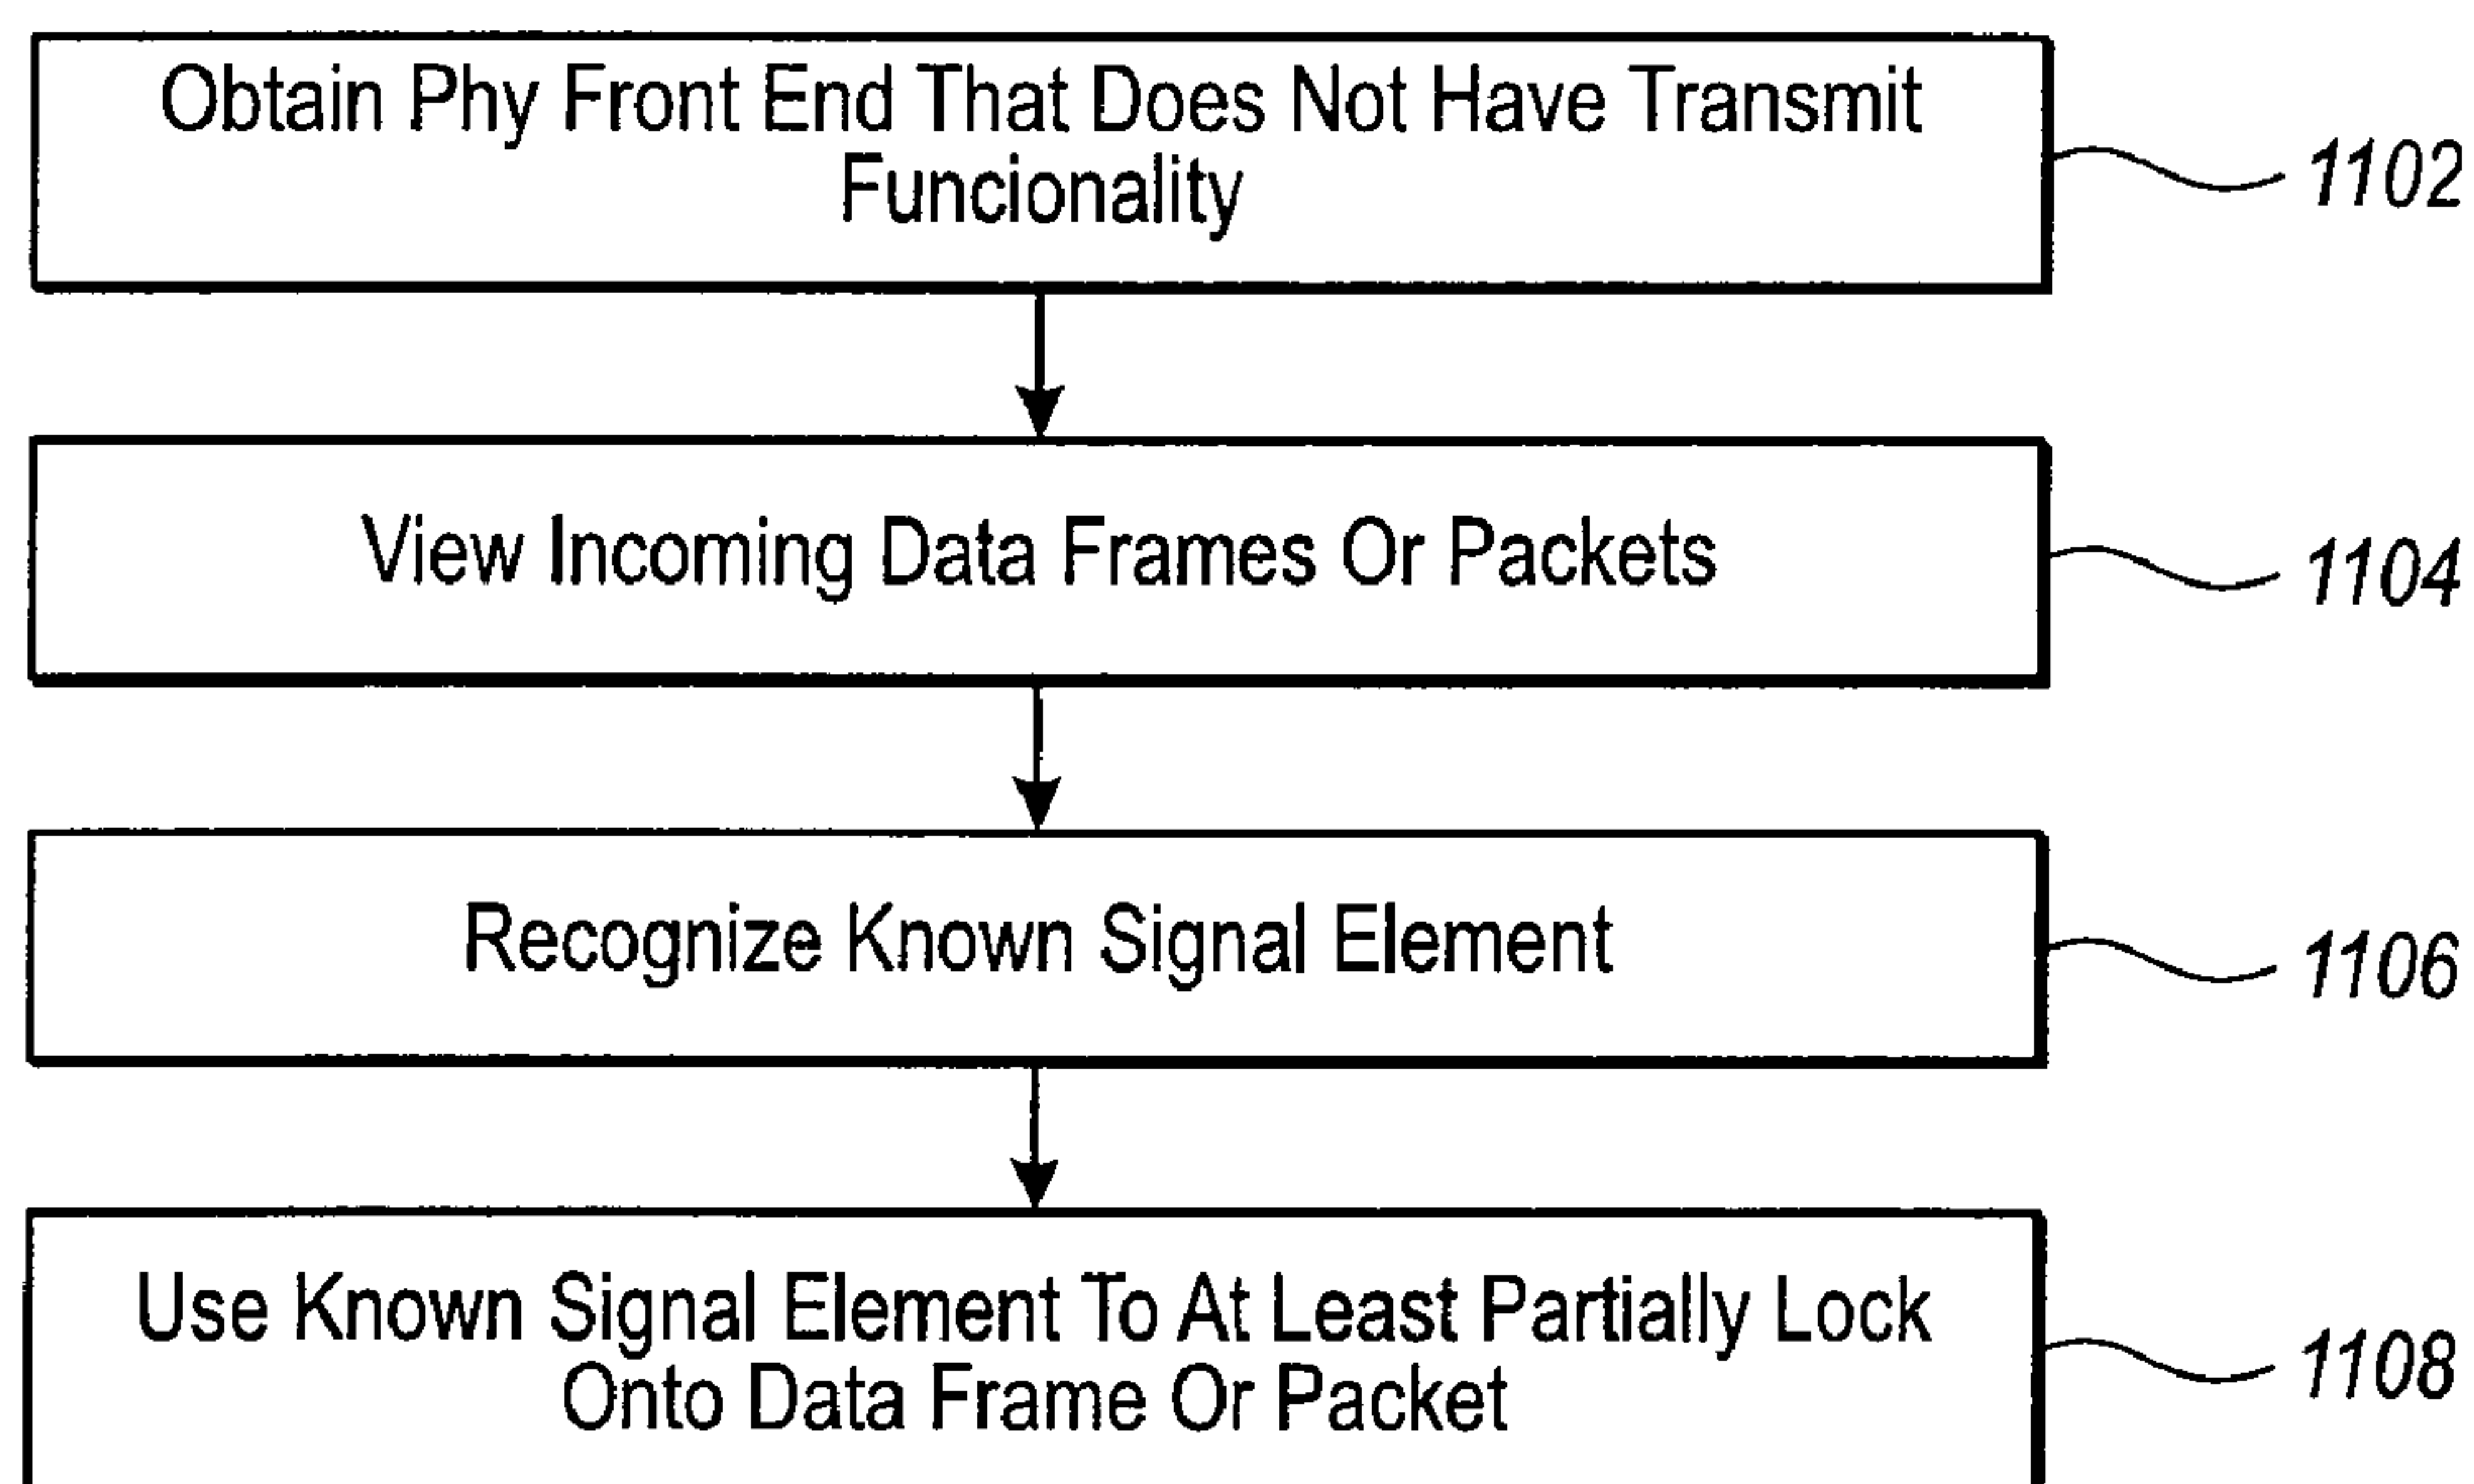 Obtain Phy Front End That Does Not Have Transmit
Funcionality
1102
View Incoming Data Frames Or Packets
1104
Recognize Known Signal Element
1106
Use Known Signal Element To At Least Partially Lock
Onto Data Frame Or Packet
1108